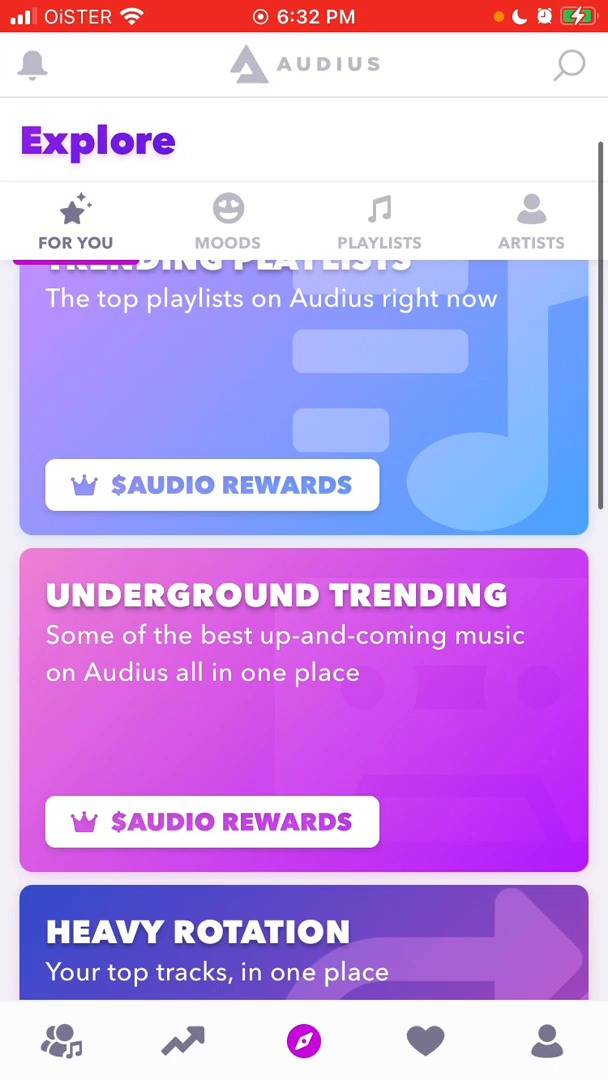 OiSTER
6:32 PM
AUDIUS
Explore
FOR YOU
MOODS
PLAYLISTS
ARTISTS
TRENDING PLAYLISTS
The top playlists on Audius right now
$AUDIO REWARDS
UNDERGROUND TRENDING
Some of the best up-and-coming music
on Audius all in one place
$AUDIO REWARDS
HEAVY ROTATION
Your top tracks, in one place